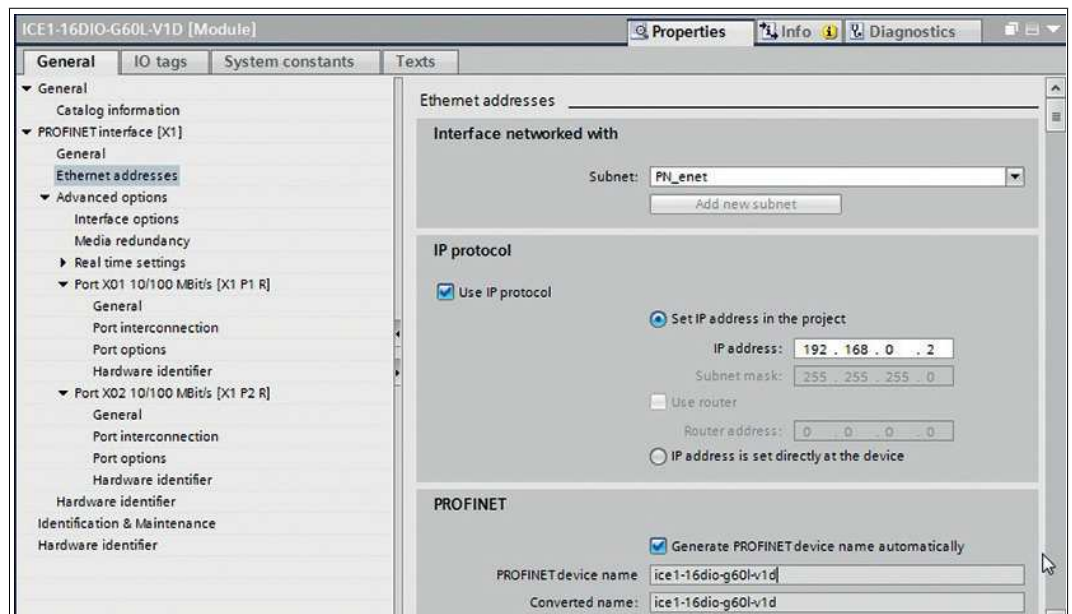 ICE1-16DIO-G60L-V1D [Module]
Properties Info Diagnostics
General IO tags System constants Texts
General
Catalog information
PROFINET interface [X1]
General
Ethernet addresses
Advanced options
Interface options
Media redundancy
Real time settings
Port X01 10/100 MBit/s [X1 P1 R]
General
Port interconnection
Port options
Hardware identifier
Port X02 10/100 MBit/s [X1 P2 R]
General
Port interconnection
Port options
Hardware identifier
Hardware identifier
Identification & Maintenance
Hardware identifier
Ethernet addresses
Interface networked with
Subnet: PN_enet
Add new subnet
IP protocol
Use IP protocol
Set IP address in the project
IP address: 192 . 168 . 0 . 2
Subnet mask: 255 . 255 . 255 . 0
Use router
Router address: 0 . 0 . 0 . 0
IP address is set directly at the device
PROFINET
Generate PROFINET device name automatically
PROFINET device name ice1-16dio-g60l-v1d
Converted name: ice1-16dio-g60l-v1d